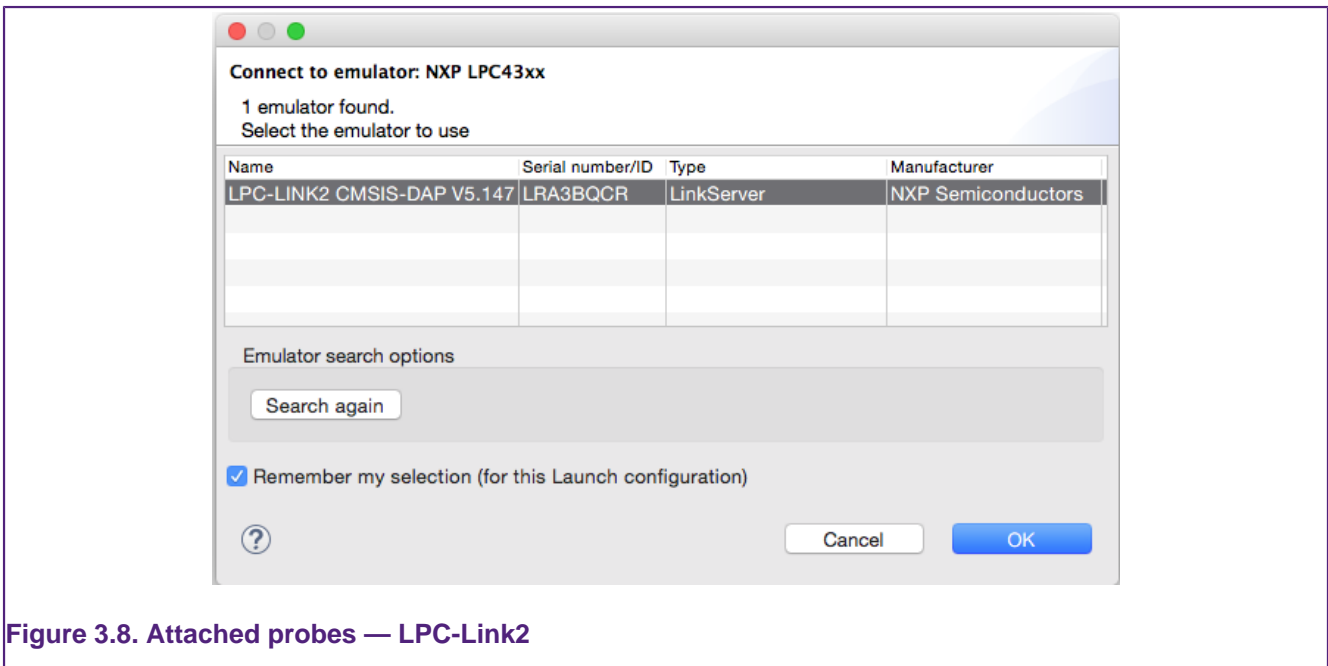 Connect to emulator: NXP LPC43xx
1 emulator found.
Select the emulator to use
Name Serial number/ID Type Manufacturer
LPC-LINK2 CMSIS-DAP V5.147 LRA3BQCR LinkServer NXP Semiconductors
Emulator search options
Search again
Remember my selection (for this Launch configuration)
? Cancel OK
Figure 3.8. Attached probes — LPC-Link2